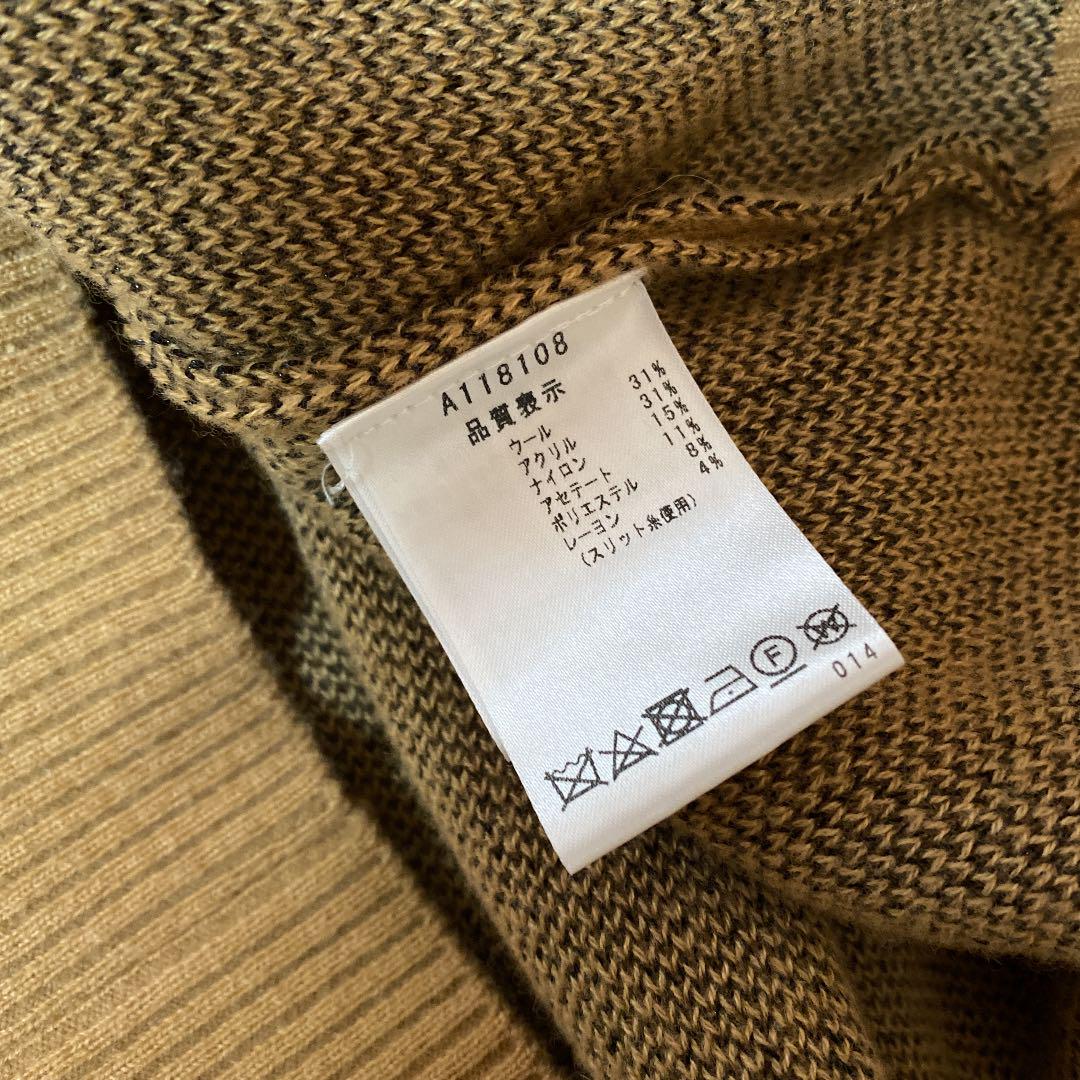 A118108
品質表示
ウール 31%
アクリル 31%
ナイロン 15%
アセテート 11%
ポリエステル 8%
レーヨン 4%
(スリット糸使用)
F
W
014